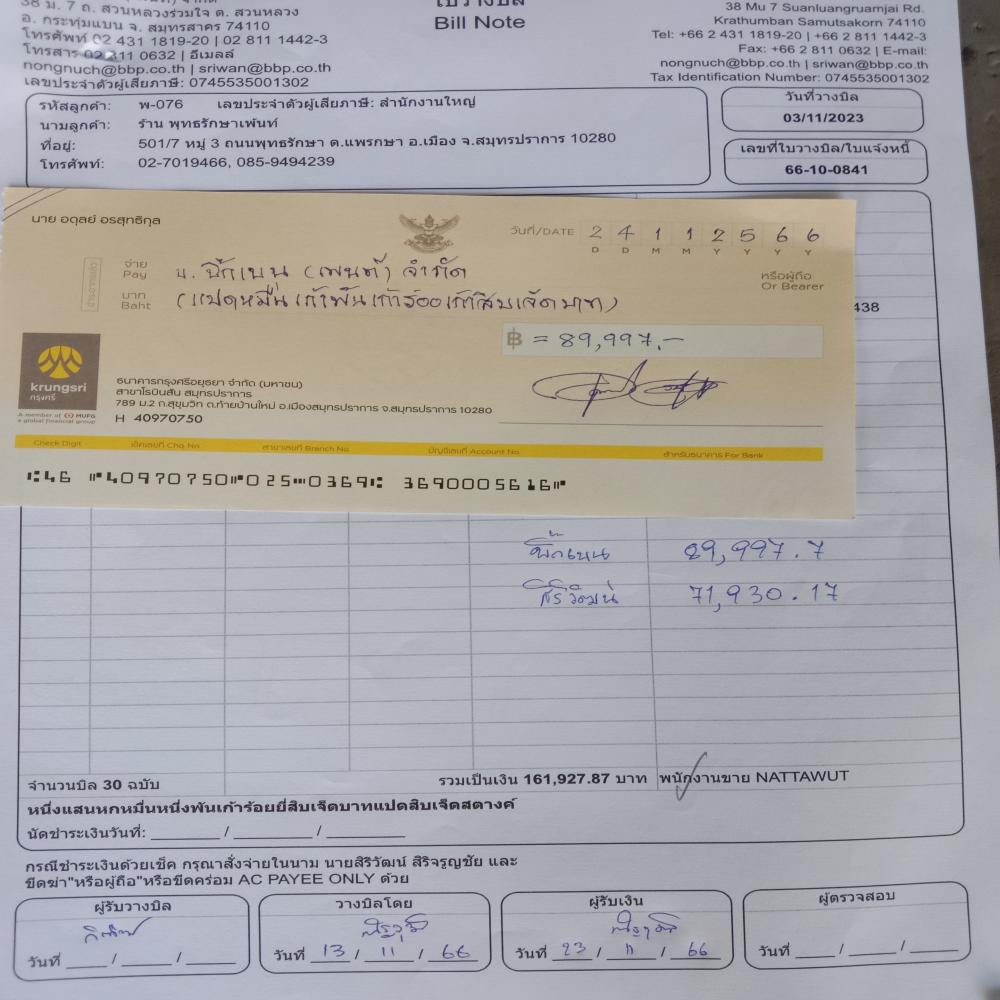 38 ม. 7 ถ. สวนหลวงร่วมใจ ต. สวนหลวง
อ. กระทุ่มแบน จ. สมุทรสาคร 74110
โทรศัพท์ 02 431 1819-20 | 02 811 1442-3
โทรสาร 02 811 0632 | อีเมลล์
nongnuch@bbp.co.th | sriwan@bbp.co.th
เลขประจำตัวผู้เสียภาษี: 0745535001302
ใบวางบิล
Bill Note
38 Mu 7 Suanluangruamjai Rd.
Krathumban Samutsakorn 74110
Tel: +66 2 431 1819-20 | +66 2 811 1442-3
Fax: +66 2 811 0632 | E-mail:
nongnuch@bbp.co.th | sriwan@bbp.co.th
Tax Identification Number: 0745535001302
รหัสลูกค้า: พ-076 เลขประจำตัวผู้เสียภาษี: สำนักงานใหญ่
นามลูกค้า: ร้าน พุทธรักษาเพ้นท์
ที่อยู่: 501/7 หมู่ 3 ถนนพุทธรักษา ต.แพรกษา อ.เมือง จ.สมุทรปราการ 10280
โทรศัพท์: 02-7019466, 085-9494239
วันที่วางบิล
03/11/2023
เลขที่ใบวางบิล/ใบแจ้งหนี้
66-10-0841
นาย อดุลย์ อรสุทธิกุล
วันที่/DATE 2 4 1 1 2 5 6 6
D D M M Y Y Y Y
จ่าย
Pay
บ. บิ๊กเบน (เพนต์) จำกัด
หรือผู้ถือ
Or Bearer
บาท
Baht
(แปดหมื่นเก้าพันเก้าร้อยเก้าสิบเจ็ดบาท)
438
฿ = 89,997.-
krungsri
กรุงศรี
A member of MUFG
a global financial group
ธนาคารกรุงศรีอยุธยา จำกัด (มหาชน)
สาขาโรบินสัน สมุทรปราการ
789 ม.2 ถ.สุขุมวิท ต.ท้ายบ้านใหม่ อ.เมืองสมุทรปราการ จ.สมุทรปราการ 10280
H 40970750
Check Digit เช็คเลขที่ Chq No. สาขาเลขที่ Branch No. บัญชีเลขที่ Account No. สำหรับธนาคาร For Bank
⑆46 ⑈40970750⑈025⑉0369⑆ 3690005616⑈
บิ๊กเบน 89,997.7
สิริวัฒน์ 71,930.17
จำนวนบิล 30 ฉบับ รวมเป็นเงิน 161,927.87 บาท พนักงานขาย NATTAWUT
หนึ่งแสนหกหมื่นหนึ่งพันเก้าร้อยยี่สิบเจ็ดบาทแปดสิบเจ็ดสตางค์
นัดชำระเงินวันที่: ______ / ______ / ______
กรณีชำระเงินด้วยเช็ค กรุณาสั่งจ่ายในนาม นายสิริวัฒน์ สิริจรูญชัย และ
ขีดฆ่า"หรือผู้ถือ"หรือขีดคร่อม AC PAYEE ONLY ด้วย
ผู้รับวางบิล
วันที่ ____ / ____ / ____
วางบิลโดย
วันที่ 13 / 11 / 66
ผู้รับเงิน
วันที่ 23 / 11 / 66
ผู้ตรวจสอบ
วันที่ ____ / ____ / ____